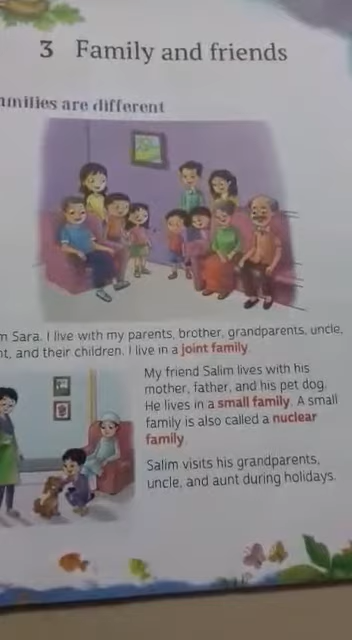 3 Family and friends
amilies are different
m Sara. I live with my parents, brother, grandparents, uncle,
nt, and their children. I live in a joint family.
My friend Salim lives with his
mother, father, and his pet dog.
He lives in a small family. A small
family is also called a nuclear
family.
Salim visits his grandparents,
uncle, and aunt during holidays.